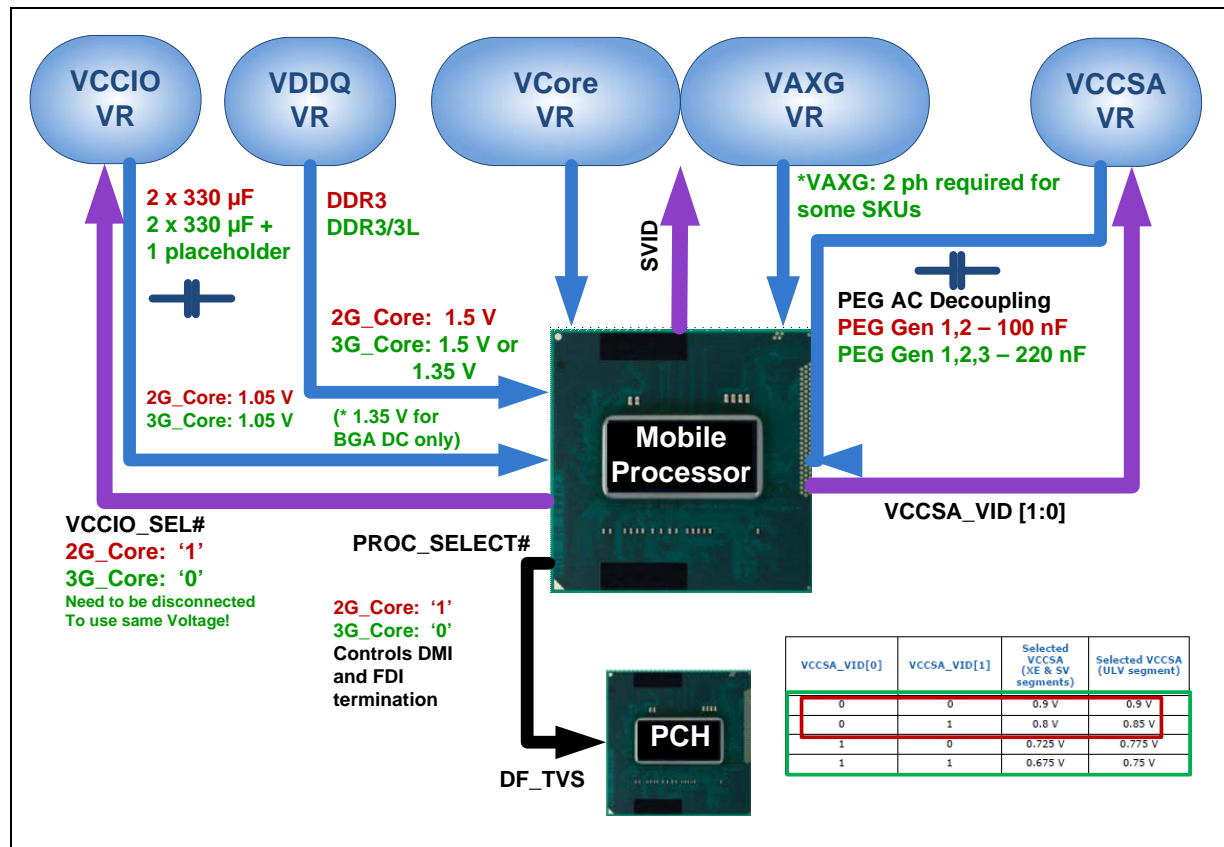 VCCIO
VR
VDDQ
VR
VCore
VR
VAXG
VR
VCCSA
VR
2 x 330 µF
2 x 330 µF +
1 placeholder
DDR3
DDR3/3L
SVID
*VAXG: 2 ph required for
some SKUs
PEG AC Decoupling
PEG Gen 1,2 – 100 nF
PEG Gen 1,2,3 – 220 nF
2G_Core: 1.5 V
3G_Core: 1.5 V or
1.35 V
2G_Core: 1.05 V
3G_Core: 1.05 V
(* 1.35 V for
BGA DC only)
Mobile
Processor
VCCIO_SEL#
2G_Core: ‘1’
3G_Core: ‘0’
Need to be disconnected
To use same Voltage!
PROC_SELECT#
VCCSA_VID [1:0]
2G_Core: ‘1’
3G_Core: ‘0’
Controls DMI
and FDI
termination
PCH
DF_TVS
VCCSA_VID[0] VCCSA_VID[1] Selected VCCSA (XE & SV segments) Selected VCCSA (ULV segment)
0 0 0.9 V 0.9 V
0 1 0.8 V 0.85 V
1 0 0.725 V 0.775 V
1 1 0.675 V 0.75 V